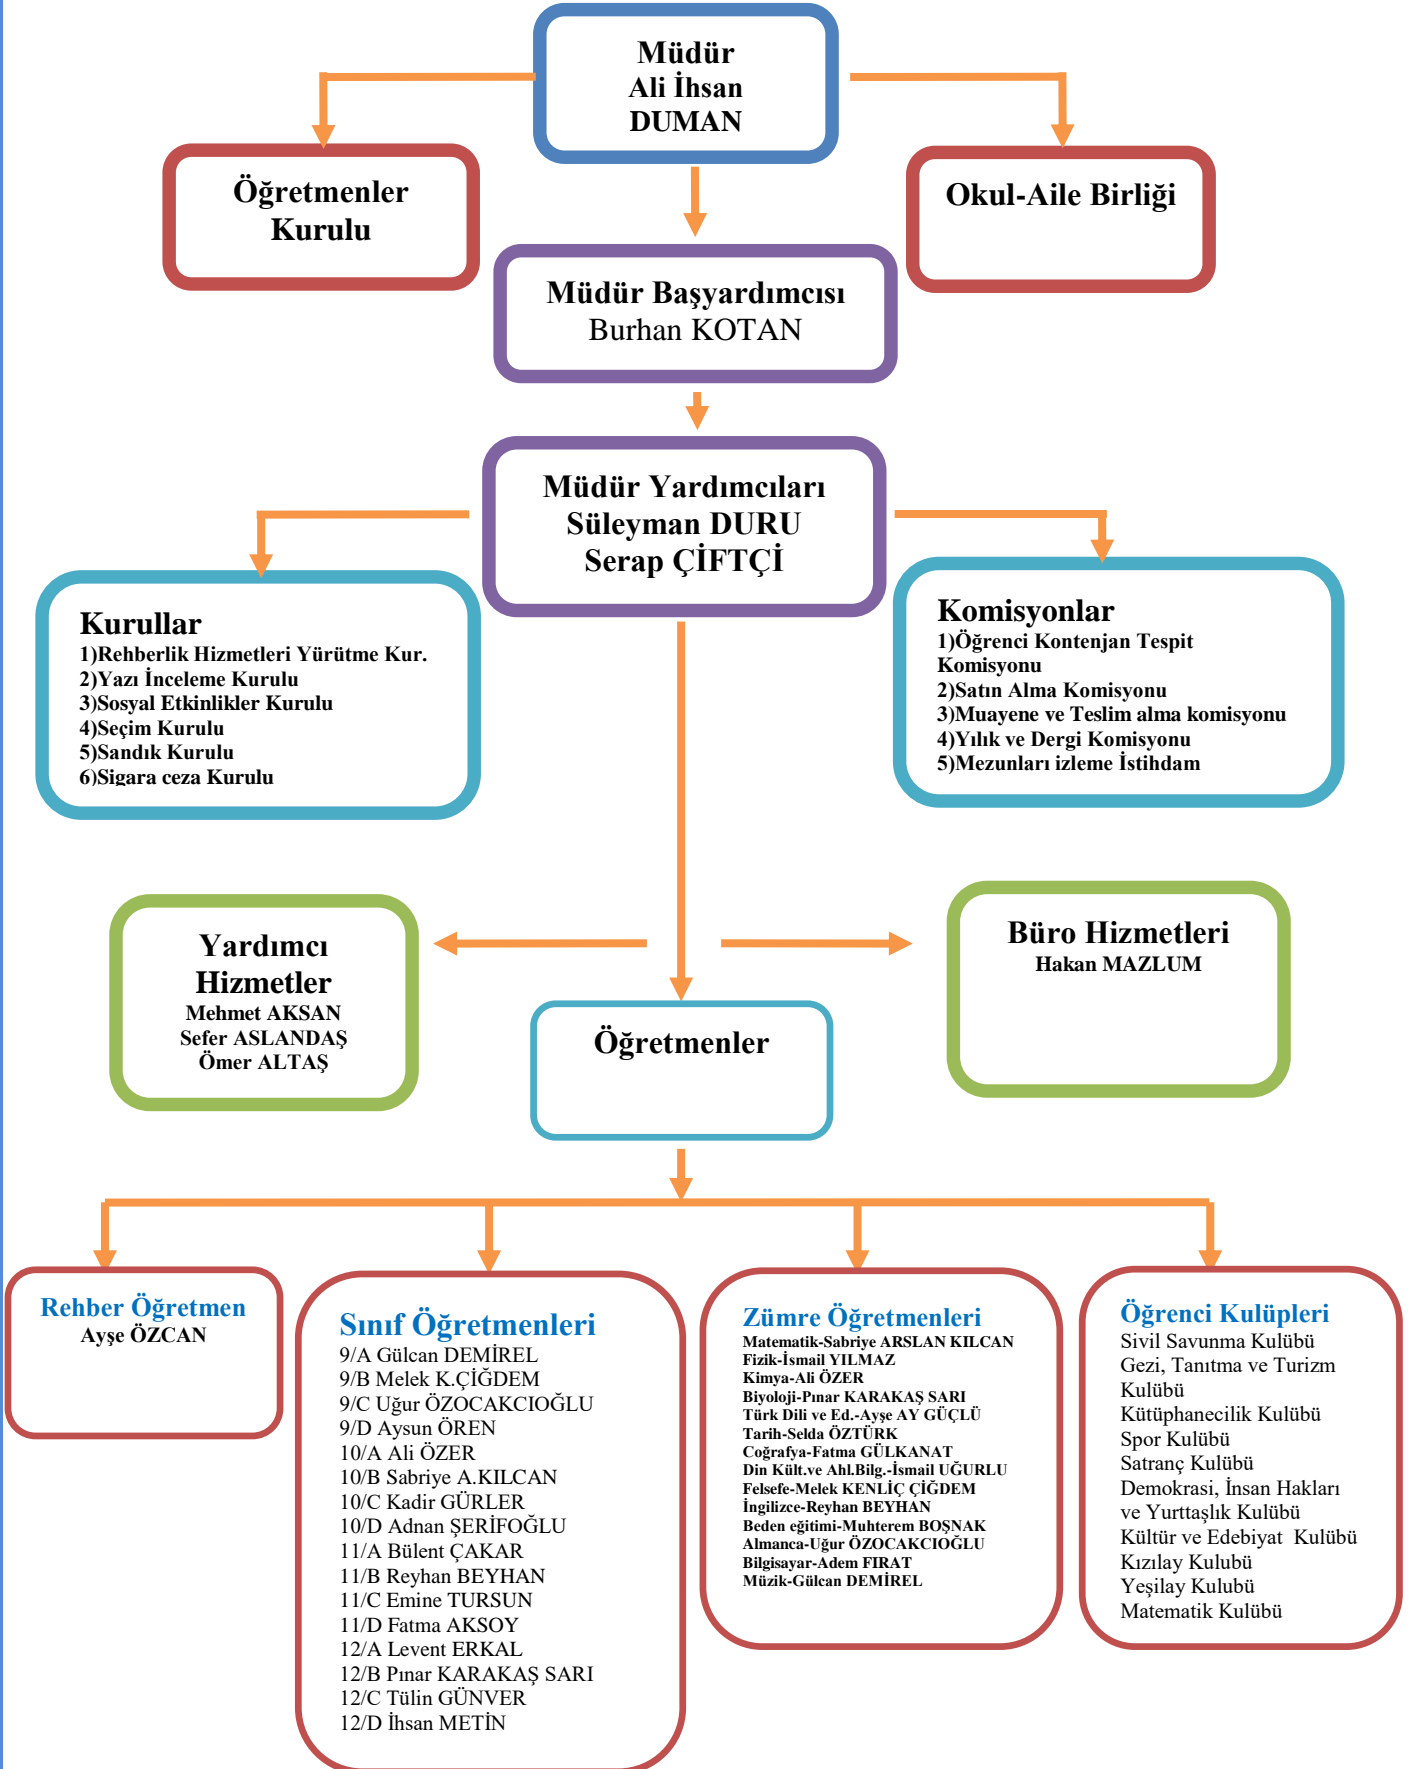 Müdür
Ali İhsan
DUMAN
Öğretmenler
Kurulu
Okul-Aile Birliği
Müdür Başyardımcısı
Burhan KOTAN
Müdür Yardımcıları
Süleyman DURU
Serap ÇİFTÇİ
Kurullar
1)Rehberlik Hizmetleri Yürütme Kur.
2)Yazı İnceleme Kurulu
3)Sosyal Etkinlikler Kurulu
4)Seçim Kurulu
5)Sandık Kurulu
6)Sigara ceza Kurulu
Komisyonlar
1)Öğrenci Kontenjan Tespit
Komisyonu
2)Satın Alma Komisyonu
3)Muayene ve Teslim alma komisyonu
4)Yılık ve Dergi Komisyonu
5)Mezunları izleme İstihdam
Yardımcı
Hizmetler
Mehmet AKSAN
Sefer ASLANDAŞ
Ömer ALTAŞ
Büro Hizmetleri
Hakan MAZLUM
Öğretmenler
Rehber Öğretmen
Ayşe ÖZCAN
Sınıf Öğretmenleri
9/A Gülcan DEMİREL
9/B Melek K.ÇİĞDEM
9/C Uğur ÖZOCAKCIOĞLU
9/D Aysun ÖREN
10/A Ali ÖZER
10/B Sabriye A.KILCAN
10/C Kadir GÜRLER
10/D Adnan ŞERİFOĞLU
11/A Bülent ÇAKAR
11/B Reyhan BEYHAN
11/C Emine TURSUN
11/D Fatma AKSOY
12/A Levent ERKAL
12/B Pınar KARAKAŞ SARI
12/C Tülin GÜNVER
12/D İhsan METİN
Zümre Öğretmenleri
Matematik-Sabriye ARSLAN KILCAN
Fizik-İsmail YILMAZ
Kimya-Ali ÖZER
Biyoloji-Pınar KARAKAŞ SARI
Türk Dili ve Ed.-Ayşe AY GÜÇLÜ
Tarih-Selda ÖZTÜRK
Coğrafya-Fatma GÜLKANAT
Din Kült.ve Ahl.Bilg.-İsmail UĞURLU
Felsefe-Melek KENLİÇ ÇİĞDEM
İngilizce-Reyhan BEYHAN
Beden eğitimi-Muhterem BOŞNAK
Almanca-Uğur ÖZOCAKCIOĞLU
Bilgisayar-Adem FIRAT
Müzik-Gülcan DEMİREL
Öğrenci Kulüpleri
Sivil Savunma Kulübü
Gezi, Tanıtma ve Turizm
Kulübü
Kütüphanecilik Kulübü
Spor Kulübü
Satranç Kulübü
Demokrasi, İnsan Hakları
ve Yurttaşlık Kulübü
Kültür ve Edebiyat  Kulübü
Kızılay Kulubü
Yeşilay Kulubü
Matematik Kulübü